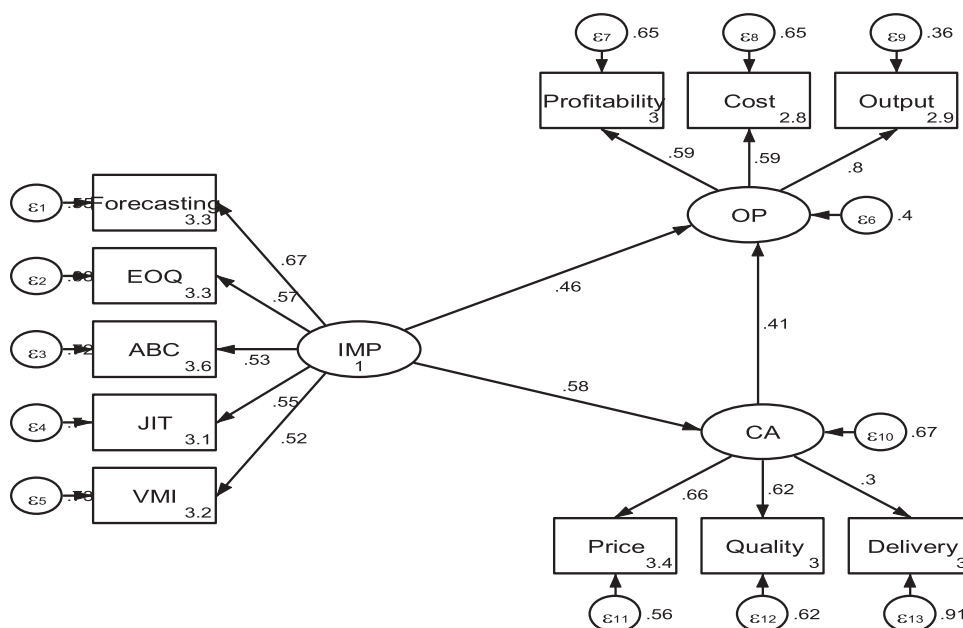 ε7 .65 ε8 .65 ε9 .36
Profitability 3 Cost 2.8 Output 2.9
.59 .59 .8
ε1 Forecasting 3.3
OP ε6 .4
ε2 EOQ 3.3
.67
.57
.46
ε3 ABC 3.6
.53
IMP 1
.41
.58
ε4 JIT 3.1
.55
.52
CA ε10 .67
ε5 VMI 3.2
.66 .62 .3
Price 3.4 Quality 3 Delivery 3
ε11 .56 ε12 .62 ε13 .91